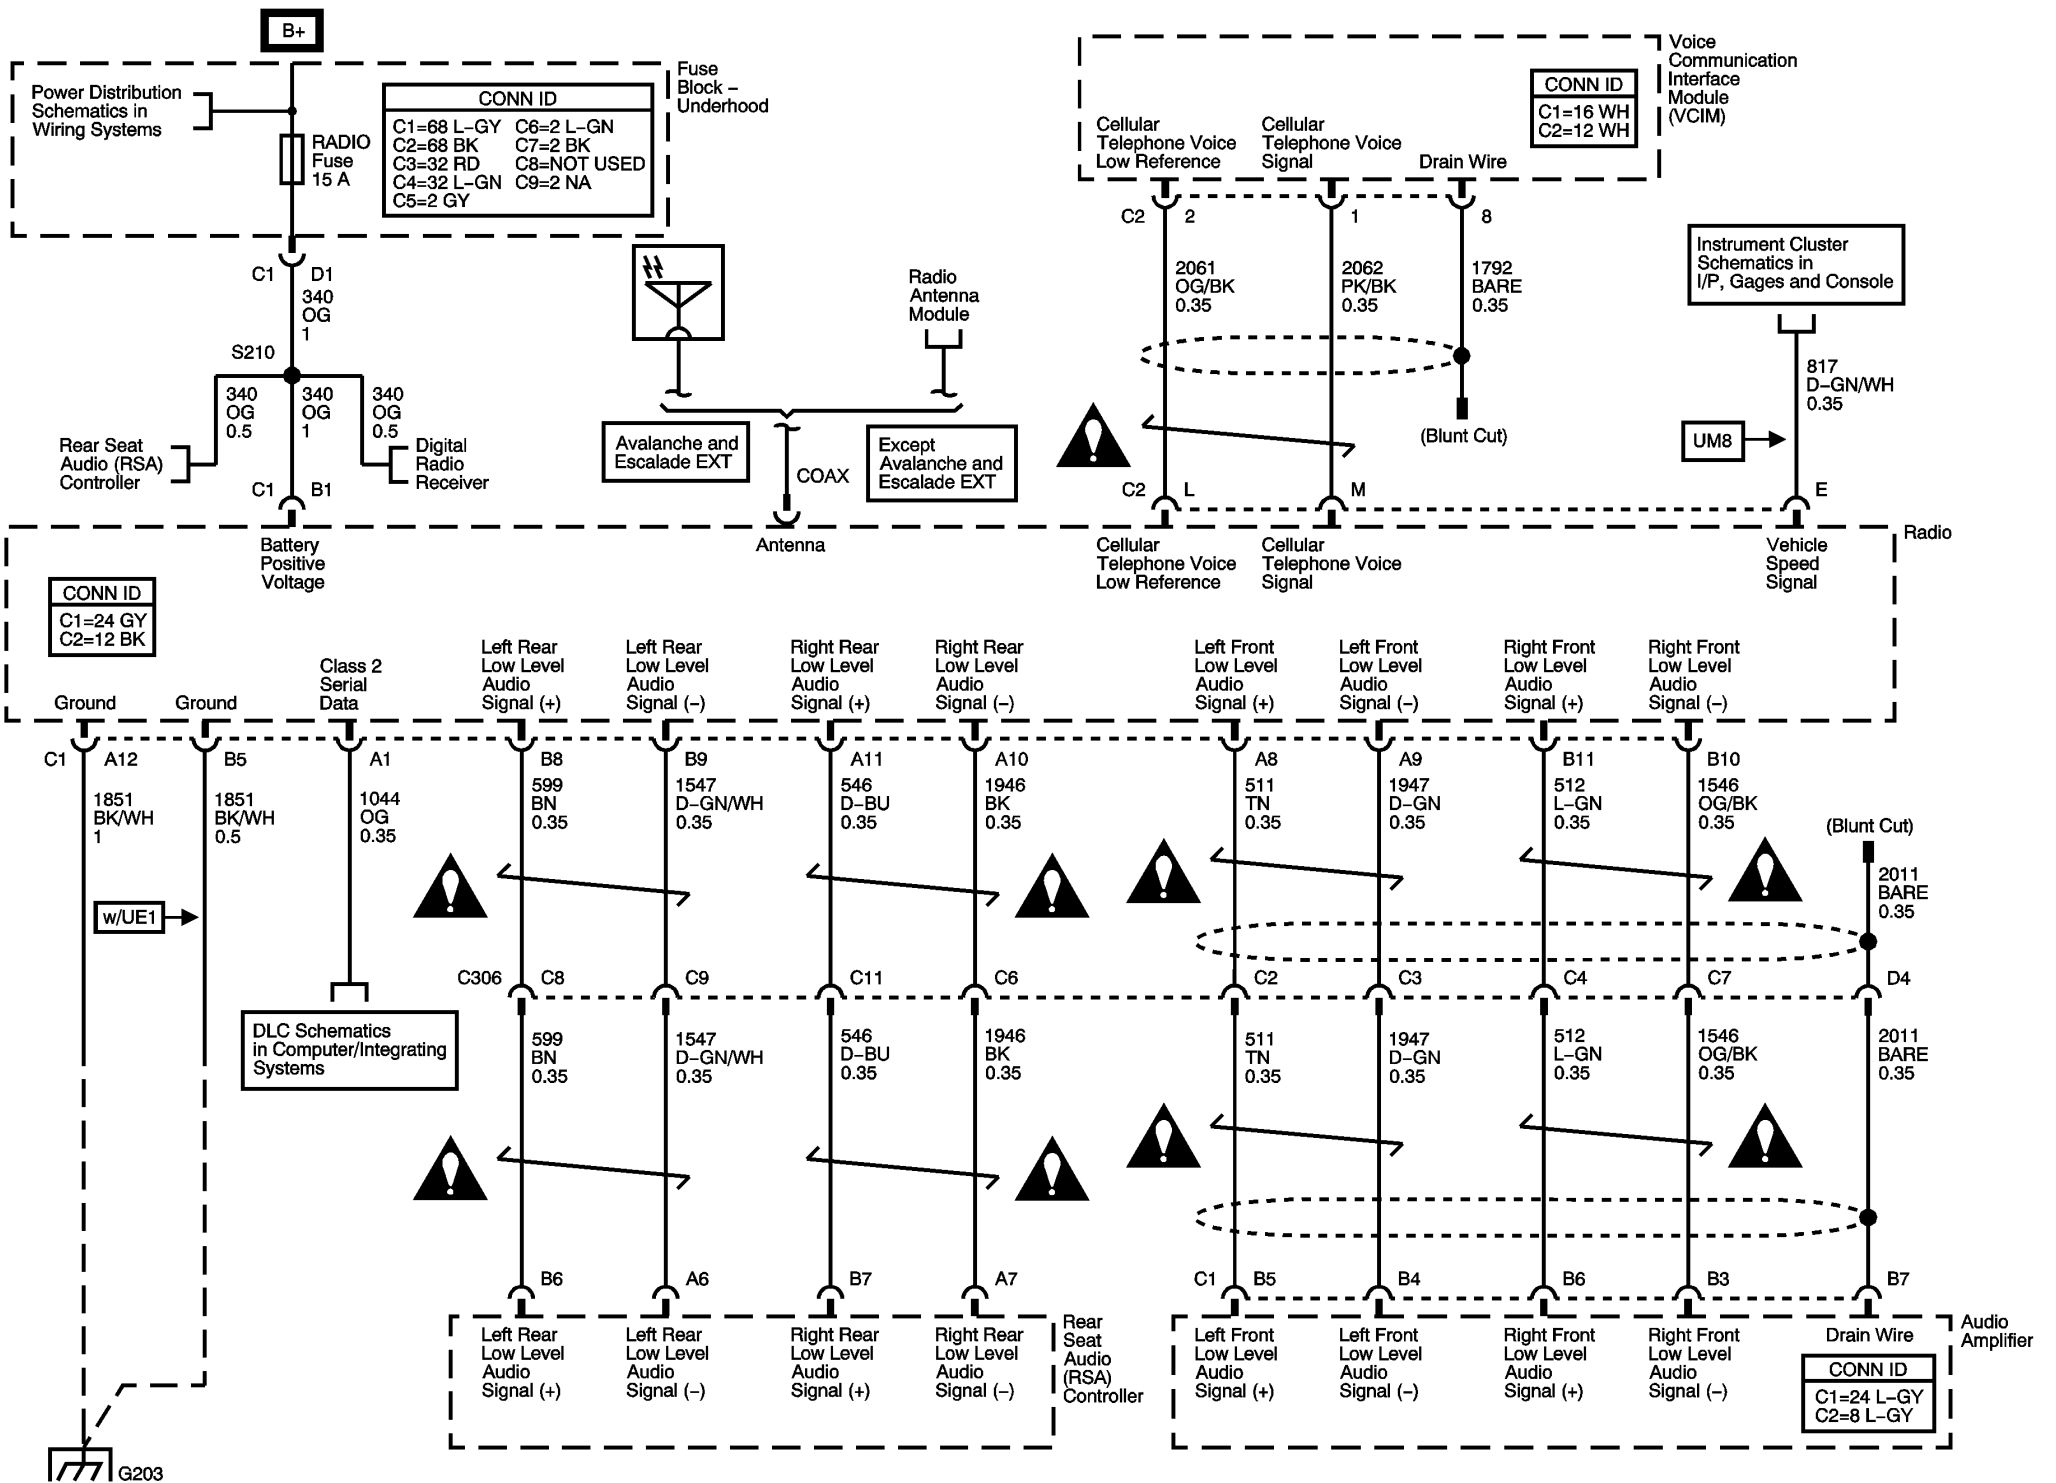 B+
Power Distribution
Schematics in
Wiring Systems
RADIO
Fuse
15 A
CONN ID
C1=68 L-GY C6=2 L-GN
C2=68 BK C7=2 BK
C3=32 RD C8=NOT USED
C4=32 L-GN C9=2 NA
C5=2 GY
Fuse
Block -
Underhood
C1 D1
340
OG
1
S210
340
OG
0.5
340
OG
1
340
OG
0.5
Rear Seat
Audio (RSA)
Controller
Digital
Radio
Receiver
C1 B1
Radio
Antenna
Module
Avalanche and
Escalade EXT
COAX
Except
Avalanche and
Escalade EXT
Voice
Communication
Interface
Module
(VCIM)
CONN ID
C1=16 WH
C2=12 WH
Cellular
Telephone Voice
Low Reference
Cellular
Telephone Voice
Signal
Drain Wire
C2 2 1 8
2061
OG/BK
0.35
2062
PK/BK
0.35
1792
BARE
0.35
(Blunt Cut)
Instrument Cluster
Schematics in
I/P, Gages and Console
817
D-GN/WH
0.35
UM8
C2 L M E
Radio
Battery
Positive
Voltage
Antenna
Cellular
Telephone Voice
Low Reference
Cellular
Telephone Voice
Signal
Vehicle
Speed
Signal
CONN ID
C1=24 GY
C2=12 BK
Ground
Ground
Class 2
Serial
Data
Left Rear
Low Level
Audio
Signal (+)
Left Rear
Low Level
Audio
Signal (-)
Right Rear
Low Level
Audio
Signal (+)
Right Rear
Low Level
Audio
Signal (-)
Left Front
Low Level
Audio
Signal (+)
Left Front
Low Level
Audio
Signal (-)
Right Front
Low Level
Audio
Signal (+)
Right Front
Low Level
Audio
Signal (-)
C1 A12 B5 A1 B8 B9 A11 A10 A8 A9 B11 B10
1851
BK/WH
1
1851
BK/WH
0.5
1044
OG
0.35
599
BN
0.35
1547
D-GN/WH
0.35
546
D-BU
0.35
1946
BK
0.35
511
TN
0.35
1947
D-GN
0.35
512
L-GN
0.35
1546
OG/BK
0.35
(Blunt Cut)
2011
BARE
0.35
w/UE1
C306 C8 C9 C11 C6 C2 C3 C4 C7 D4
DLC Schematics
in Computer/Integrating
Systems
599
BN
0.35
1547
D-GN/WH
0.35
546
D-BU
0.35
1946
BK
0.35
511
TN
0.35
1947
D-GN
0.35
512
L-GN
0.35
1546
OG/BK
0.35
2011
BARE
0.35
B6 A6 B7 A7 C1 B5 B4 B6 B3 B7
Left Rear
Low Level
Audio
Signal (+)
Left Rear
Low Level
Audio
Signal (-)
Right Rear
Low Level
Audio
Signal (+)
Right Rear
Low Level
Audio
Signal (-)
Rear
Seat
Audio
(RSA)
Controller
Left Front
Low Level
Audio
Signal (+)
Left Front
Low Level
Audio
Signal (-)
Right Front
Low Level
Audio
Signal (+)
Right Front
Low Level
Audio
Signal (-)
Drain Wire
CONN ID
C1=24 L-GY
C2=8 L-GY
Audio
Amplifier
G203